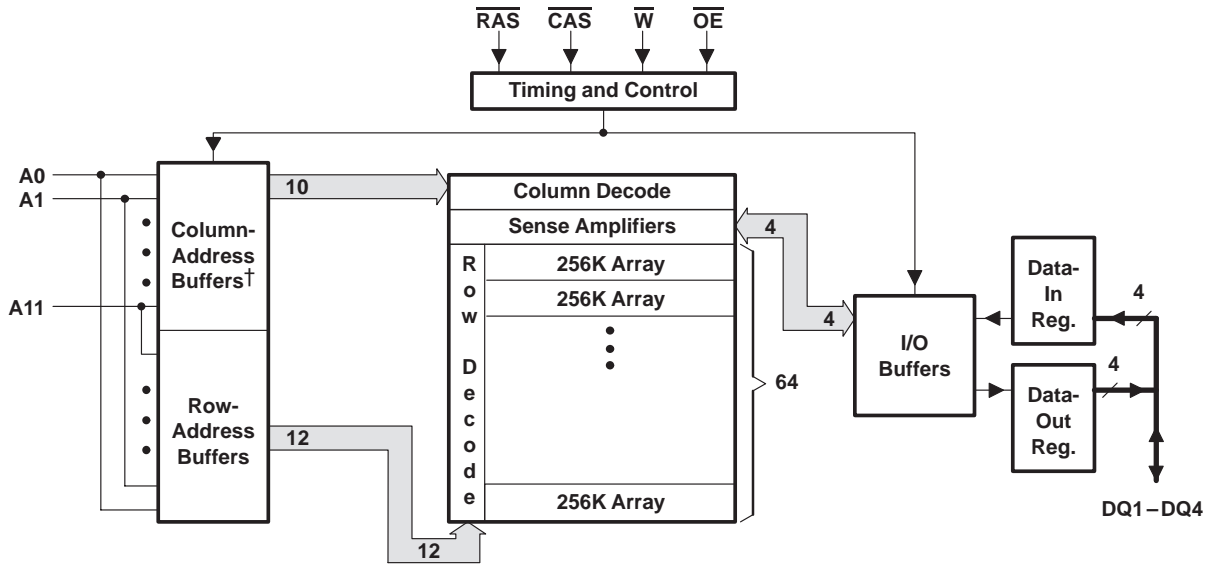 RAS CAS W OE
Timing and Control
A0
A1
A11
Column-
Address
Buffers†
Row-
Address
Buffers
10
12
12
Column Decode
Sense Amplifiers
Row Decode
256K Array
256K Array
256K Array
64
4
4
I/O
Buffers
Data-
In
Reg.
4
Data-
Out
Reg.
4
DQ1–DQ4